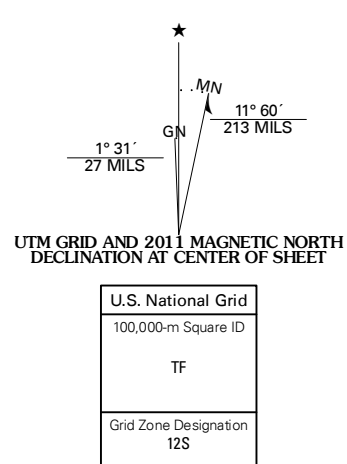 MN
11° 60´
213 MILS
GN
1° 31´
27 MILS
UTM GRID AND 2011 MAGNETIC NORTH
DECLINATION AT CENTER OF SHEET
U.S. National Grid
100,000-m Square ID
TF
Grid Zone Designation
12S